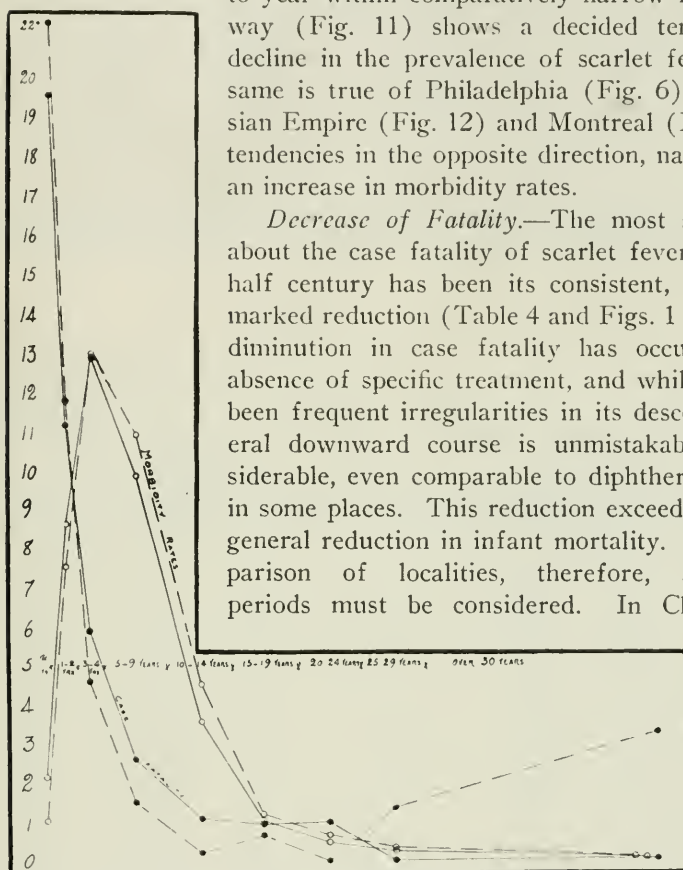 to year within comparatively narrow
way (Fig. 11) shows a decided ten
decline in the prevalence of scarlet fe
same is true of Philadelphia (Fig. 6)
sian Empire (Fig. 12) and Montreal (
tendencies in the opposite direction, na
an increase in morbidity rates.
Decrease of Fatality.—The most
about the case fatality of scarlet fever
half century has been its consistent,
marked reduction (Table 4 and Figs. 1
diminution in case fatality has occu
absence of specific treatment, and whil
been frequent irregularities in its desce
eral downward course is unmistakab
siderable, even comparable to diphther
in some places. This reduction exceed
general reduction in infant mortality.
parison of localities, therefore,
periods must be considered. In C
22
20
19
18
17
16
15
14
13
12
11
10
9
8
7
6
5
4
3
2
1
0
MORBIDITY
RATES
CASE
1-2 YRS 3-4 YRS 5-9 YEARS 10-14 YEARS 15-19 YEARS 20 24 YEARS 25 29 YEARS OVER 30 YEARS